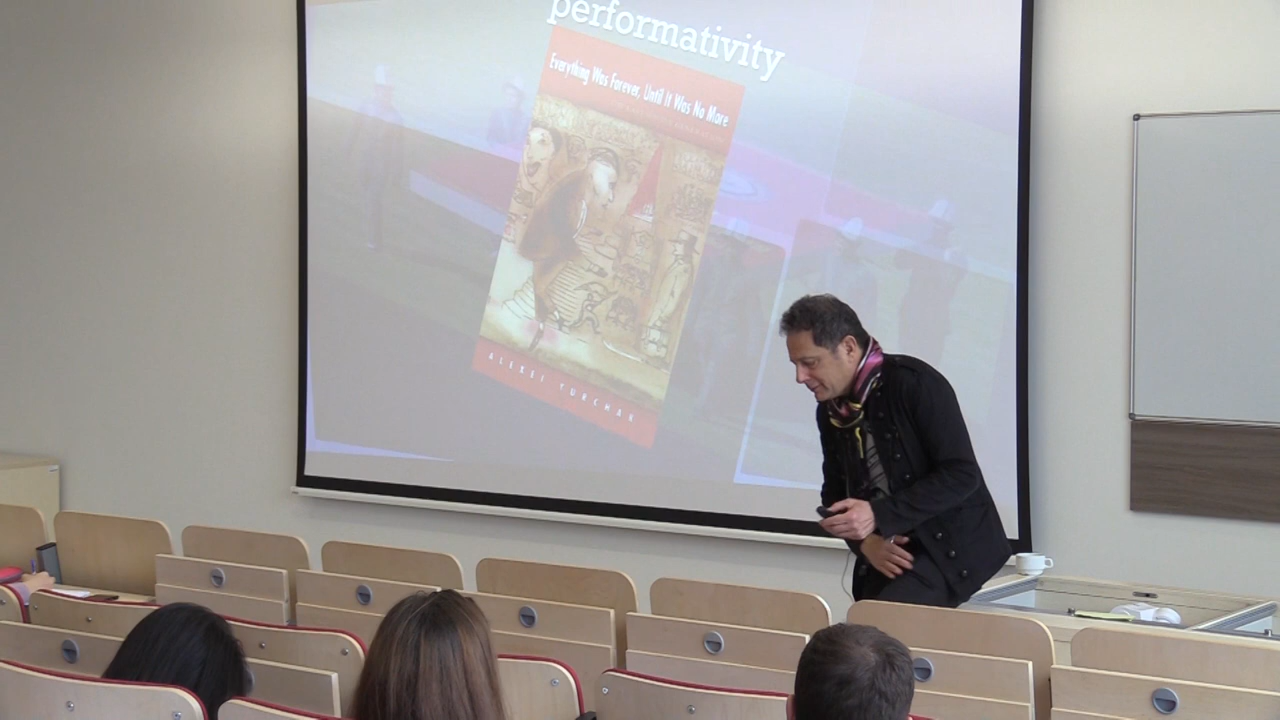 performativity
Everything Was Forever, Until It Was No More
ALEXEI YURCHAK